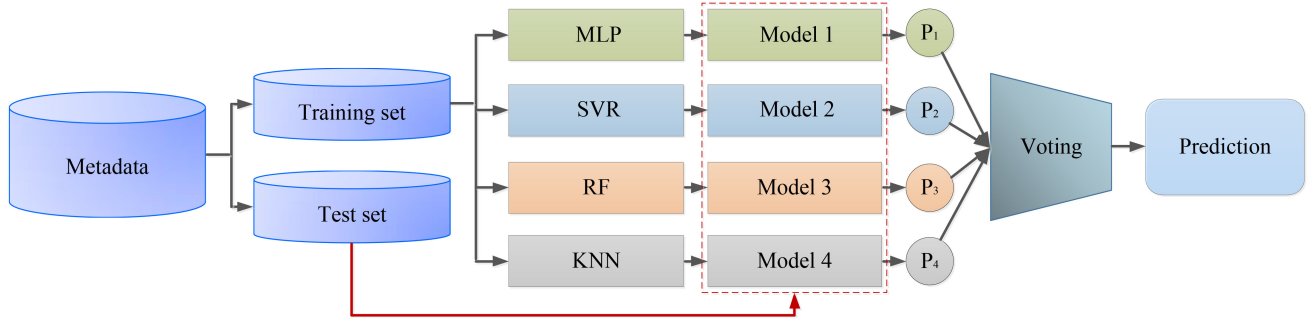 Metadata
Training set
Test set
MLP
Model 1
P₁
SVR
Model 2
P₂
RF
Model 3
P₃
KNN
Model 4
P₄
Voting
Prediction